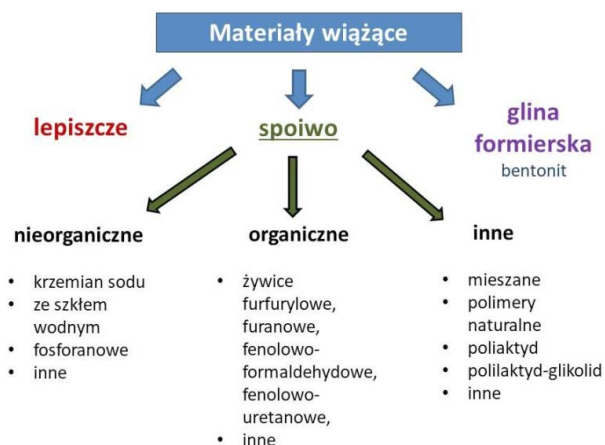 Materiały wiążące
lepiszcze
spoiwo
glina
formierska
bentonit
nieorganiczne
• krzemian sodu
• ze szkłem
wodnym
• fosforanowe
• inne
organiczne
• żywice
furfurylowe,
furanowe,
fenolowo-
formaldehydowe,
fenolowo-
uretanowe,
• inne
inne
• mieszane
• polimery
naturalne
• poliaktyd
• polilaktyd-glikolid
• inne